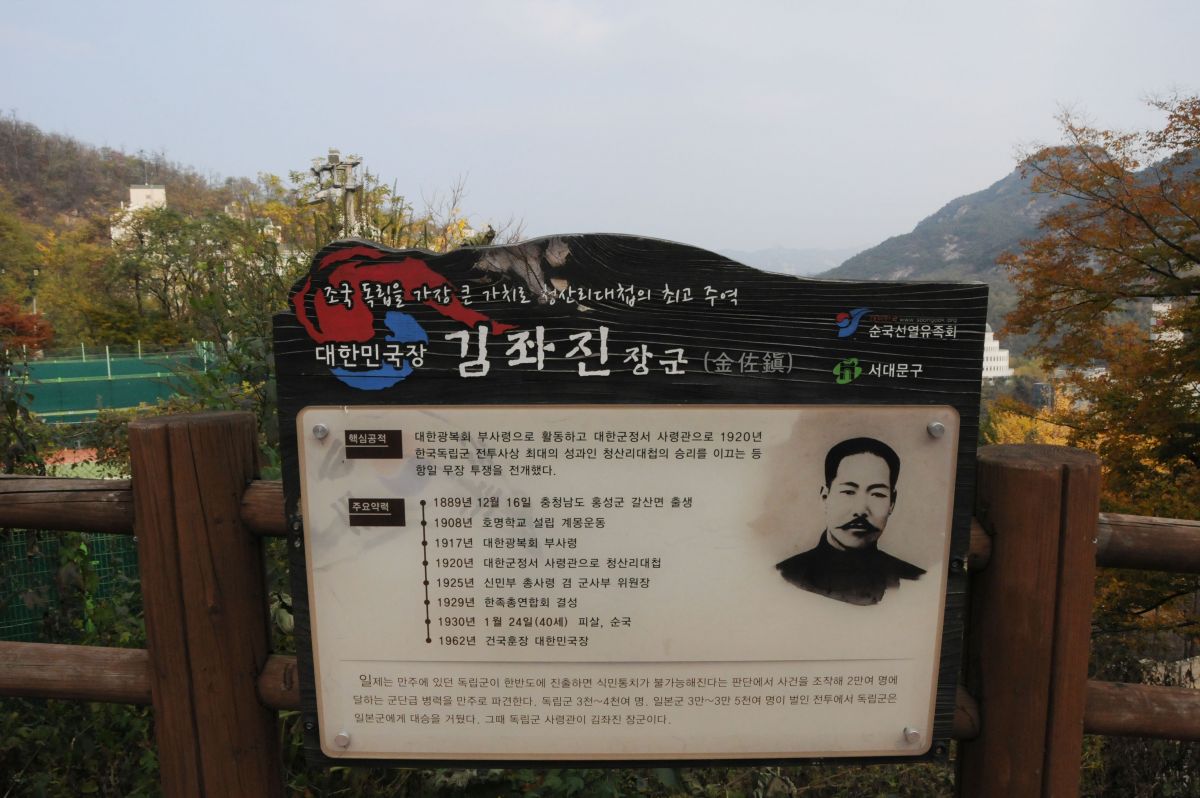 조국 독립을 가장 큰 가치로 청산리대첩의 최고 주역
대한민국장 김좌진 장군 (金佐鎭)
www.soongook.org
순국선열유족회
서대문구
핵심공적
대한광복회 부사령으로 활동하고 대한군정서 사령관으로 1920년
한국독립군 전투사상 최대의 성과인 청산리대첩의 승리를 이끄는 등
항일 무장 투쟁을 전개했다.
주요약력
1889년 12월 16일 충청남도 홍성군 갈산면 출생
1908년 호명학교 설립 계몽운동
1917년 대한광복회 부사령
1920년 대한군정서 사령관으로 청산리대첩
1925년 신민부 총사령 겸 군사부 위원장
1929년 한족총연합회 결성
1930년 1월 24일(40세) 피살, 순국
1962년 건국훈장 대한민국장
일제는 만주에 있던 독립군이 한반도에 진출하면 식민통치가 불가능해진다는 판단에서 사건을 조작해 2만여 명에
달하는 군단급 병력을 만주로 파견한다. 독립군 3천~4천여 명, 일본군 3만~3만 5천여 명이 벌인 전투에서 독립군은
일본군에게 대승을 거뒀다. 그때 독립군 사령관이 김좌진 장군이다.